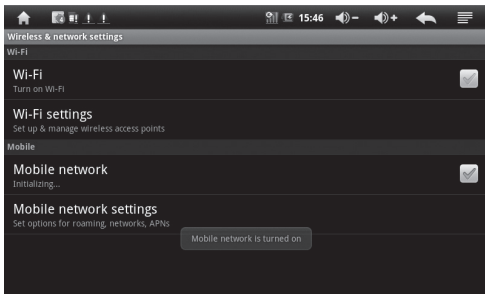 15:46
Wireless & network settings
Wi-Fi
Wi-Fi
Turn on Wi-Fi
Wi-Fi settings
Set up & manage wireless access points
Mobile
Mobile network
Initializing...
Mobile network settings
Set options for roaming, networks, APNs
Mobile network is turned on